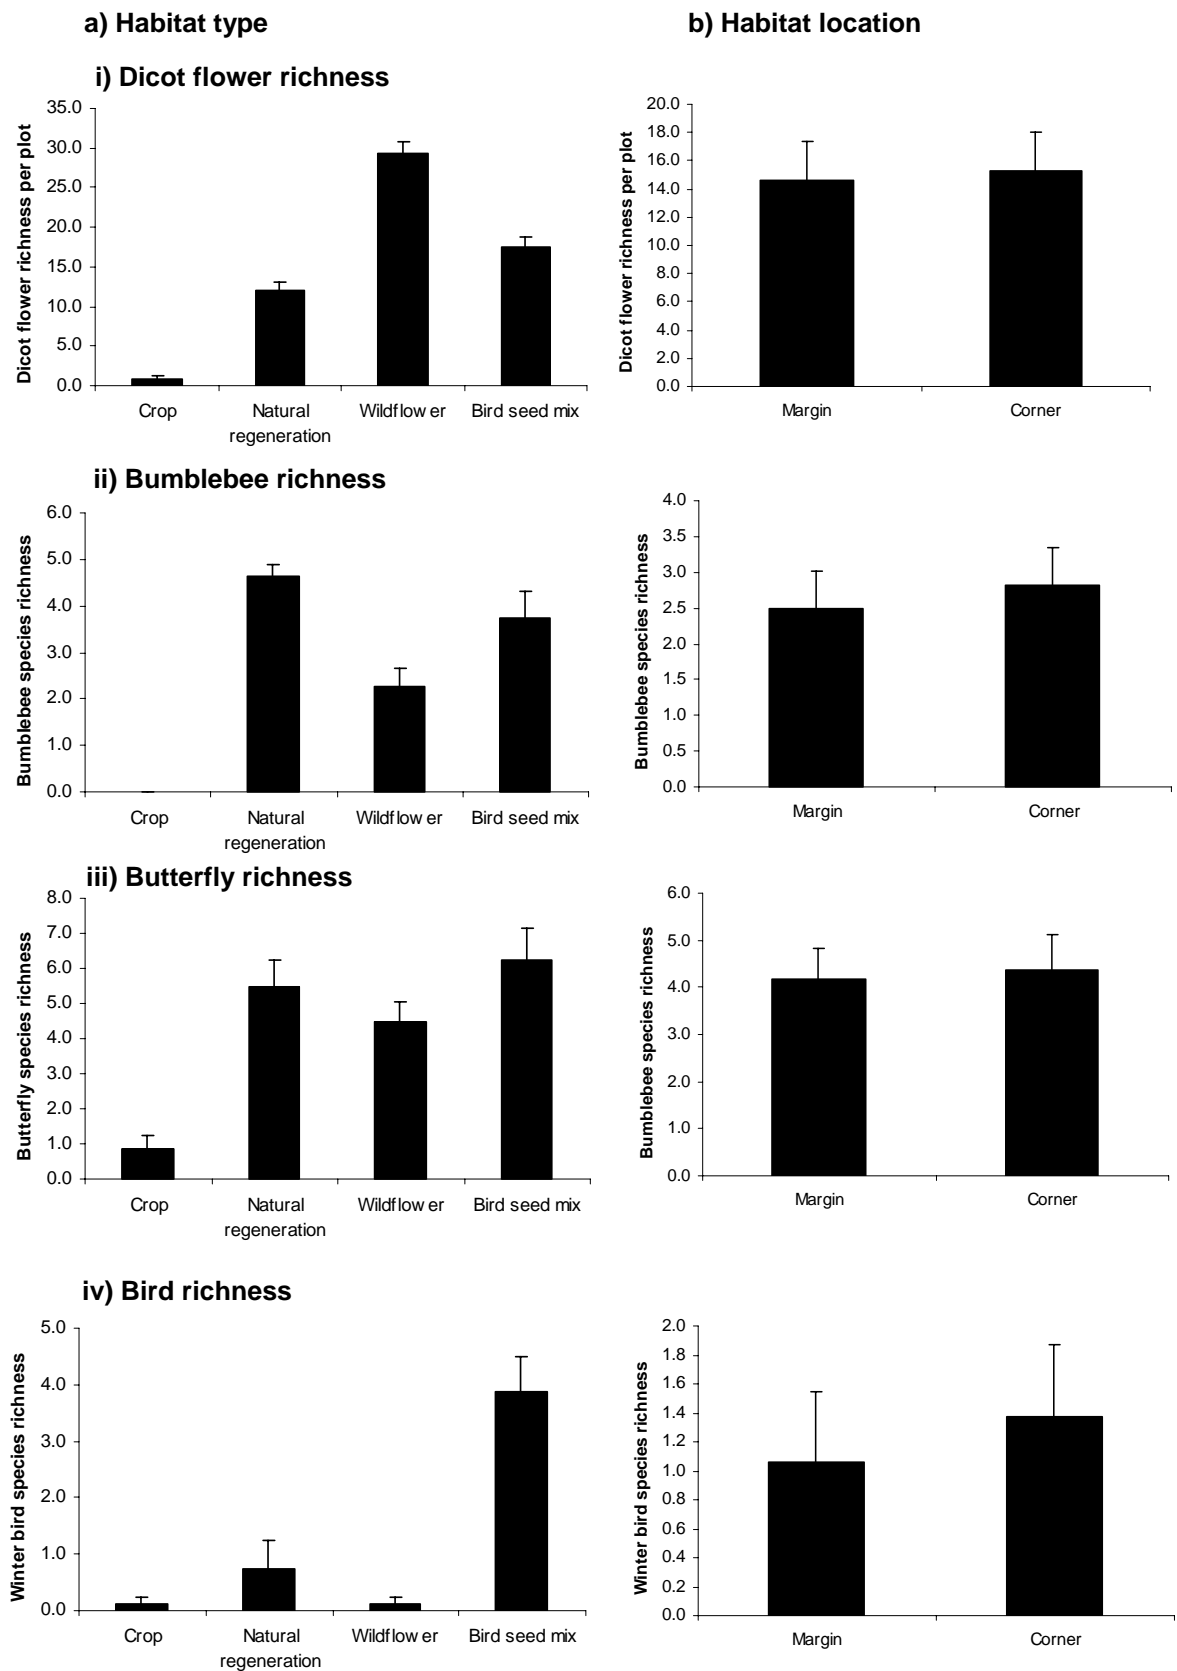 a) Habitat type
b) Habitat location
i) Dicot flower richness
Dicot flower richness per plot
35.0
30.0
25.0
20.0
15.0
10.0
5.0
0.0
Crop
Natural
regeneration
Wildflower
Bird seed mix
Dicot flower richness per plot
20.0
18.0
16.0
14.0
12.0
10.0
8.0
6.0
4.0
2.0
0.0
Margin
Corner
ii) Bumblebee richness
Bumblebee species richness
6.0
5.0
4.0
3.0
2.0
1.0
0.0
Crop
Natural
regeneration
Wildflower
Bird seed mix
Bumblebee species richness
4.0
3.5
3.0
2.5
2.0
1.5
1.0
0.5
0.0
Margin
Corner
iii) Butterfly richness
Butterfly species richness
8.0
7.0
6.0
5.0
4.0
3.0
2.0
1.0
0.0
Crop
Natural
regeneration
Wildflower
Bird seed mix
Bumblebee species richness
6.0
5.0
4.0
3.0
2.0
1.0
0.0
Margin
Corner
iv) Bird richness
Winter bird species richness
5.0
4.0
3.0
2.0
1.0
0.0
Crop
Natural
regeneration
Wildflower
Bird seed mix
Winter bird species richness
2.0
1.8
1.6
1.4
1.2
1.0
0.8
0.6
0.4
0.2
0.0
Margin
Corner